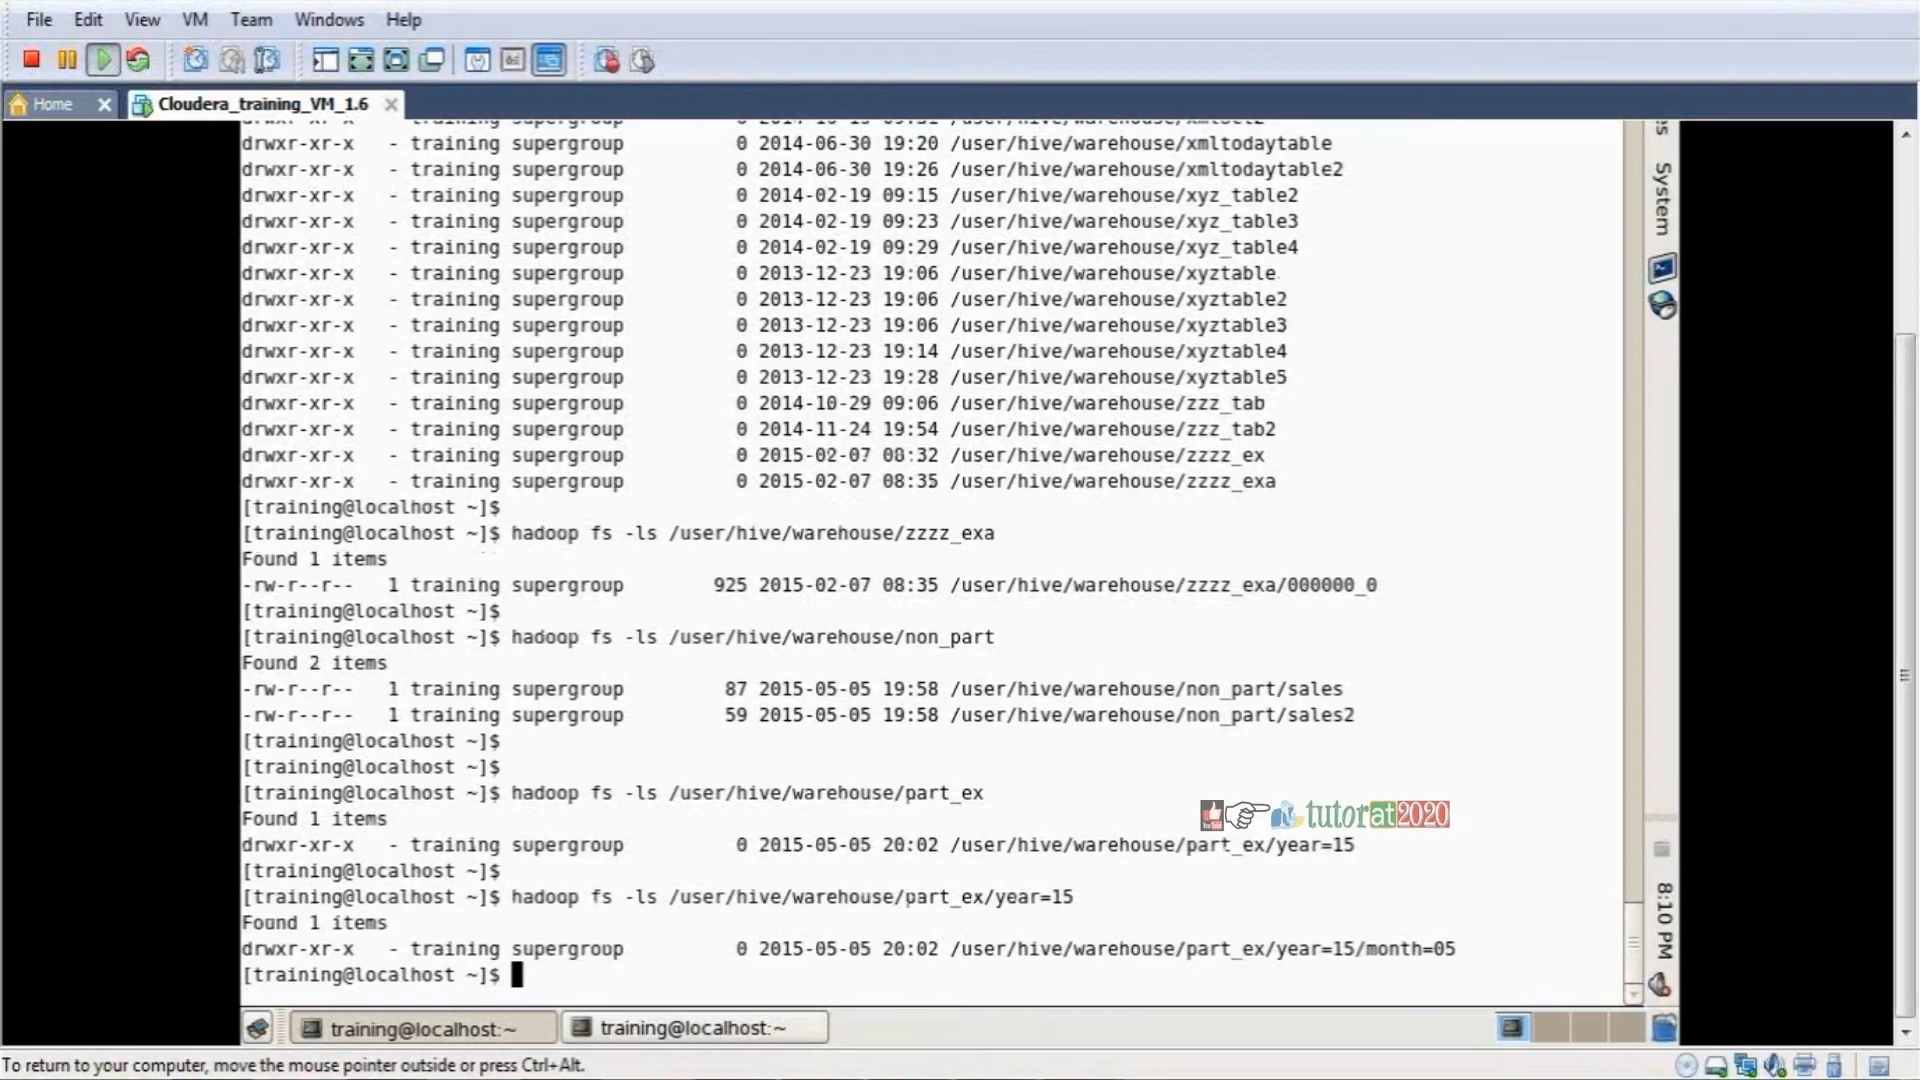 File Edit View VM Team Windows Help
Home
Cloudera_training_VM_1.6
drwxr-xr-x - training supergroup 0 2014-06-30 19:20 /user/hive/warehouse/xmltodaytable
drwxr-xr-x - training supergroup 0 2014-06-30 19:26 /user/hive/warehouse/xmltodaytable2
drwxr-xr-x - training supergroup 0 2014-02-19 09:15 /user/hive/warehouse/xyz_table2
drwxr-xr-x - training supergroup 0 2014-02-19 09:23 /user/hive/warehouse/xyz_table3
drwxr-xr-x - training supergroup 0 2014-02-19 09:29 /user/hive/warehouse/xyz_table4
drwxr-xr-x - training supergroup 0 2013-12-23 19:06 /user/hive/warehouse/xyztable
drwxr-xr-x - training supergroup 0 2013-12-23 19:06 /user/hive/warehouse/xyztable2
drwxr-xr-x - training supergroup 0 2013-12-23 19:06 /user/hive/warehouse/xyztable3
drwxr-xr-x - training supergroup 0 2013-12-23 19:14 /user/hive/warehouse/xyztable4
drwxr-xr-x - training supergroup 0 2013-12-23 19:28 /user/hive/warehouse/xyztable5
drwxr-xr-x - training supergroup 0 2014-10-29 09:06 /user/hive/warehouse/zzz_tab
drwxr-xr-x - training supergroup 0 2014-11-24 19:54 /user/hive/warehouse/zzz_tab2
drwxr-xr-x - training supergroup 0 2015-02-07 08:32 /user/hive/warehouse/zzzz_ex
drwxr-xr-x - training supergroup 0 2015-02-07 08:35 /user/hive/warehouse/zzzz_exa
[training@localhost ~]$
[training@localhost ~]$ hadoop fs -ls /user/hive/warehouse/zzzz_exa
Found 1 items
-rw-r--r-- 1 training supergroup 925 2015-02-07 08:35 /user/hive/warehouse/zzzz_exa/000000_0
[training@localhost ~]$
[training@localhost ~]$ hadoop fs -ls /user/hive/warehouse/non_part
Found 2 items
-rw-r--r-- 1 training supergroup 87 2015-05-05 19:58 /user/hive/warehouse/non_part/sales
-rw-r--r-- 1 training supergroup 59 2015-05-05 19:58 /user/hive/warehouse/non_part/sales2
[training@localhost ~]$
[training@localhost ~]$
[training@localhost ~]$ hadoop fs -ls /user/hive/warehouse/part_ex
Found 1 items
drwxr-xr-x - training supergroup 0 2015-05-05 20:02 /user/hive/warehouse/part_ex/year=15
[training@localhost ~]$
[training@localhost ~]$ hadoop fs -ls /user/hive/warehouse/part_ex/year=15
Found 1 items
drwxr-xr-x - training supergroup 0 2015-05-05 20:02 /user/hive/warehouse/part_ex/year=15/month=05
[training@localhost ~]$
tutorat2020
System
8:10 PM
training@localhost:~
training@localhost:~
To return to your computer, move the mouse pointer outside or press Ctrl+Alt.